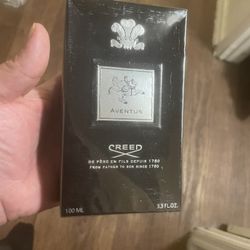 AVENTUS
CREED
DE PÈRE EN FILS DEPUIS 1760
FROM FATHER TO SON SINCE 1760
100 ML 3.3 FL.OZ.